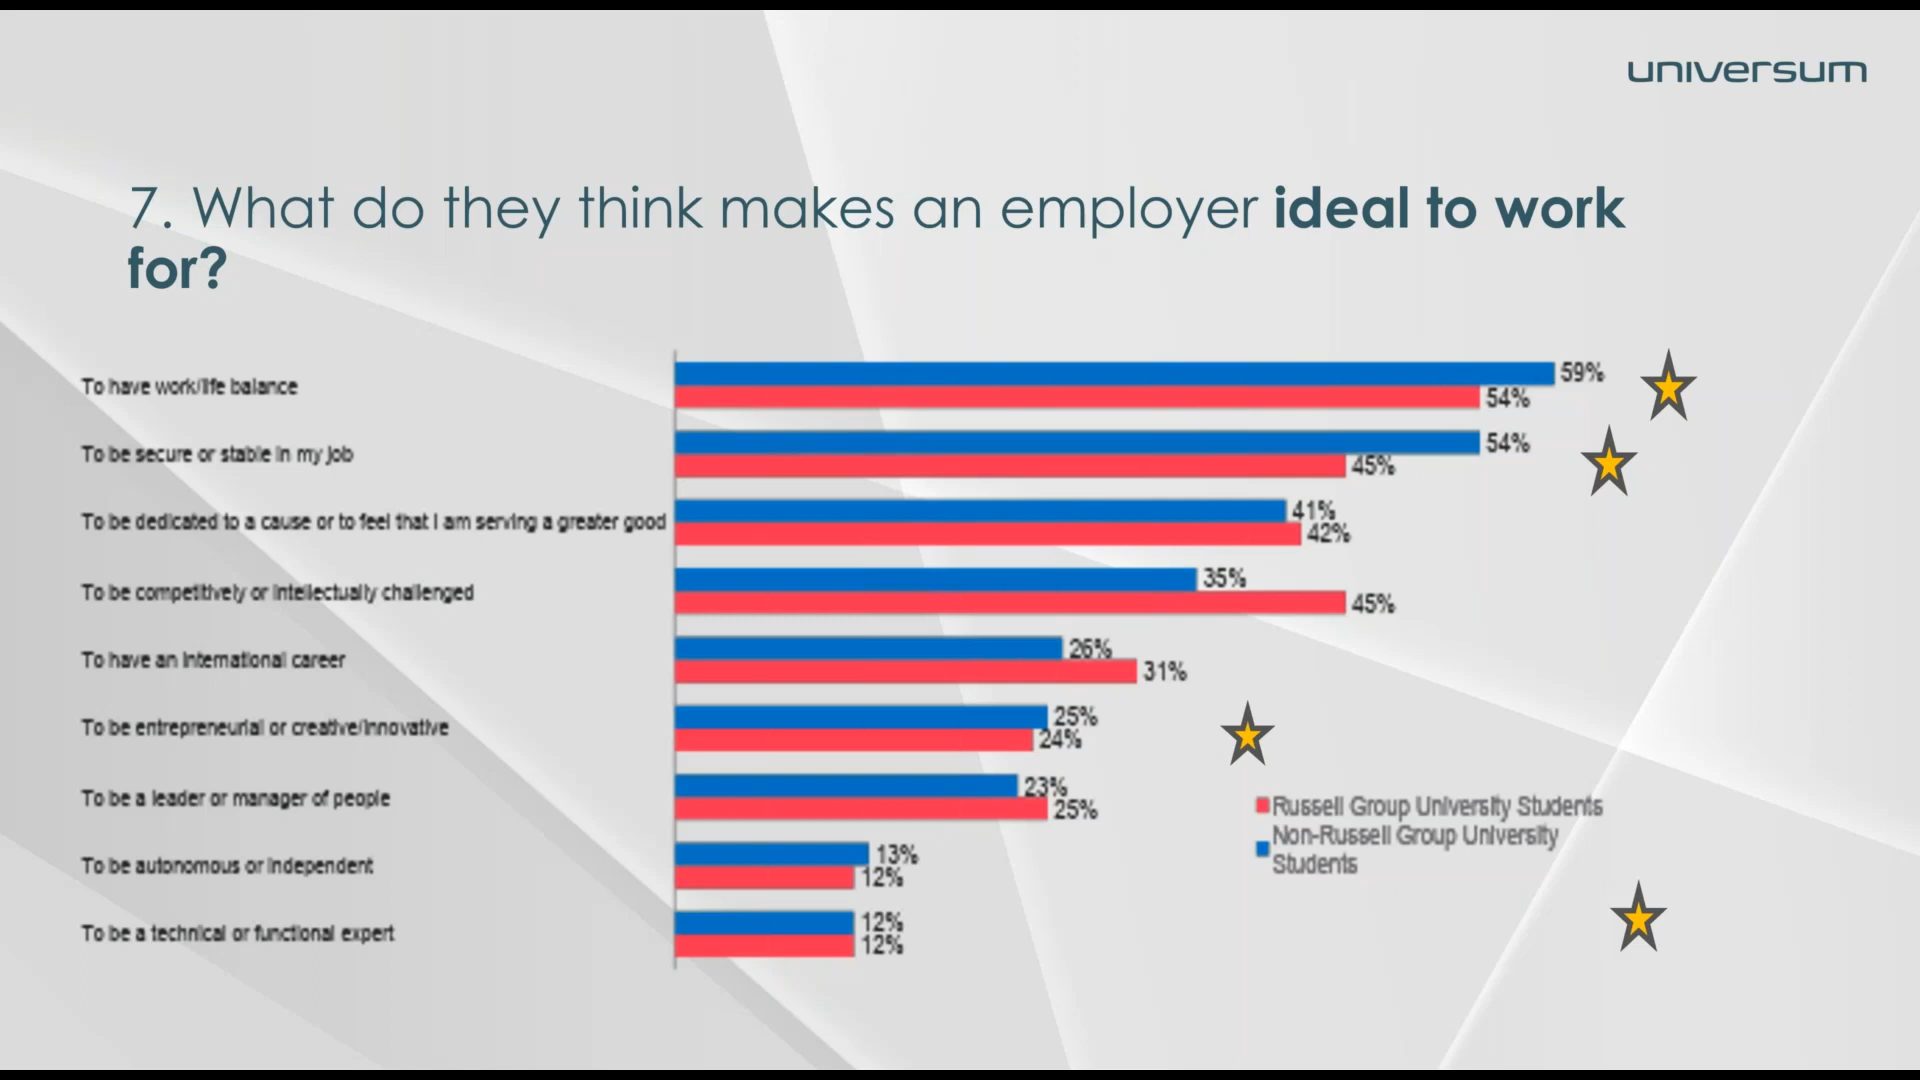 universum
7. What do they think makes an employer ideal to work
for?
To have work/life balance
59%
54%
To be secure or stable in my job
54%
45%
To be dedicated to a cause or to feel that I am serving a greater good
41%
42%
To be competitively or intellectually challenged
35%
45%
To have an international career
26%
31%
To be entrepreneurial or creative/innovative
25%
24%
To be a leader or manager of people
23%
25%
Russell Group University Students
Non-Russell Group University
Students
To be autonomous or independent
13%
12%
To be a technical or functional expert
12%
12%